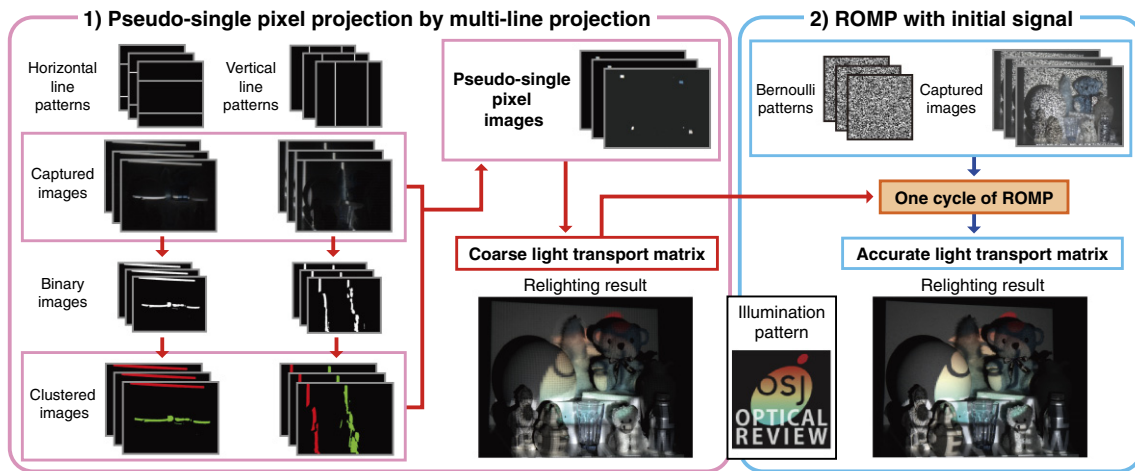 1) Pseudo-single pixel projection by multi-line projection
Horizontal
line
patterns
Vertical
line
patterns
Captured
images
Binary
images
Clustered
images
Pseudo-single
pixel
images
Coarse light transport matrix
Relighting result
Illumination
pattern
osj
OPTICAL
REVIEW
2) ROMP with initial signal
Bernoulli
patterns
Captured
images
One cycle of ROMP
Accurate light transport matrix
Relighting result